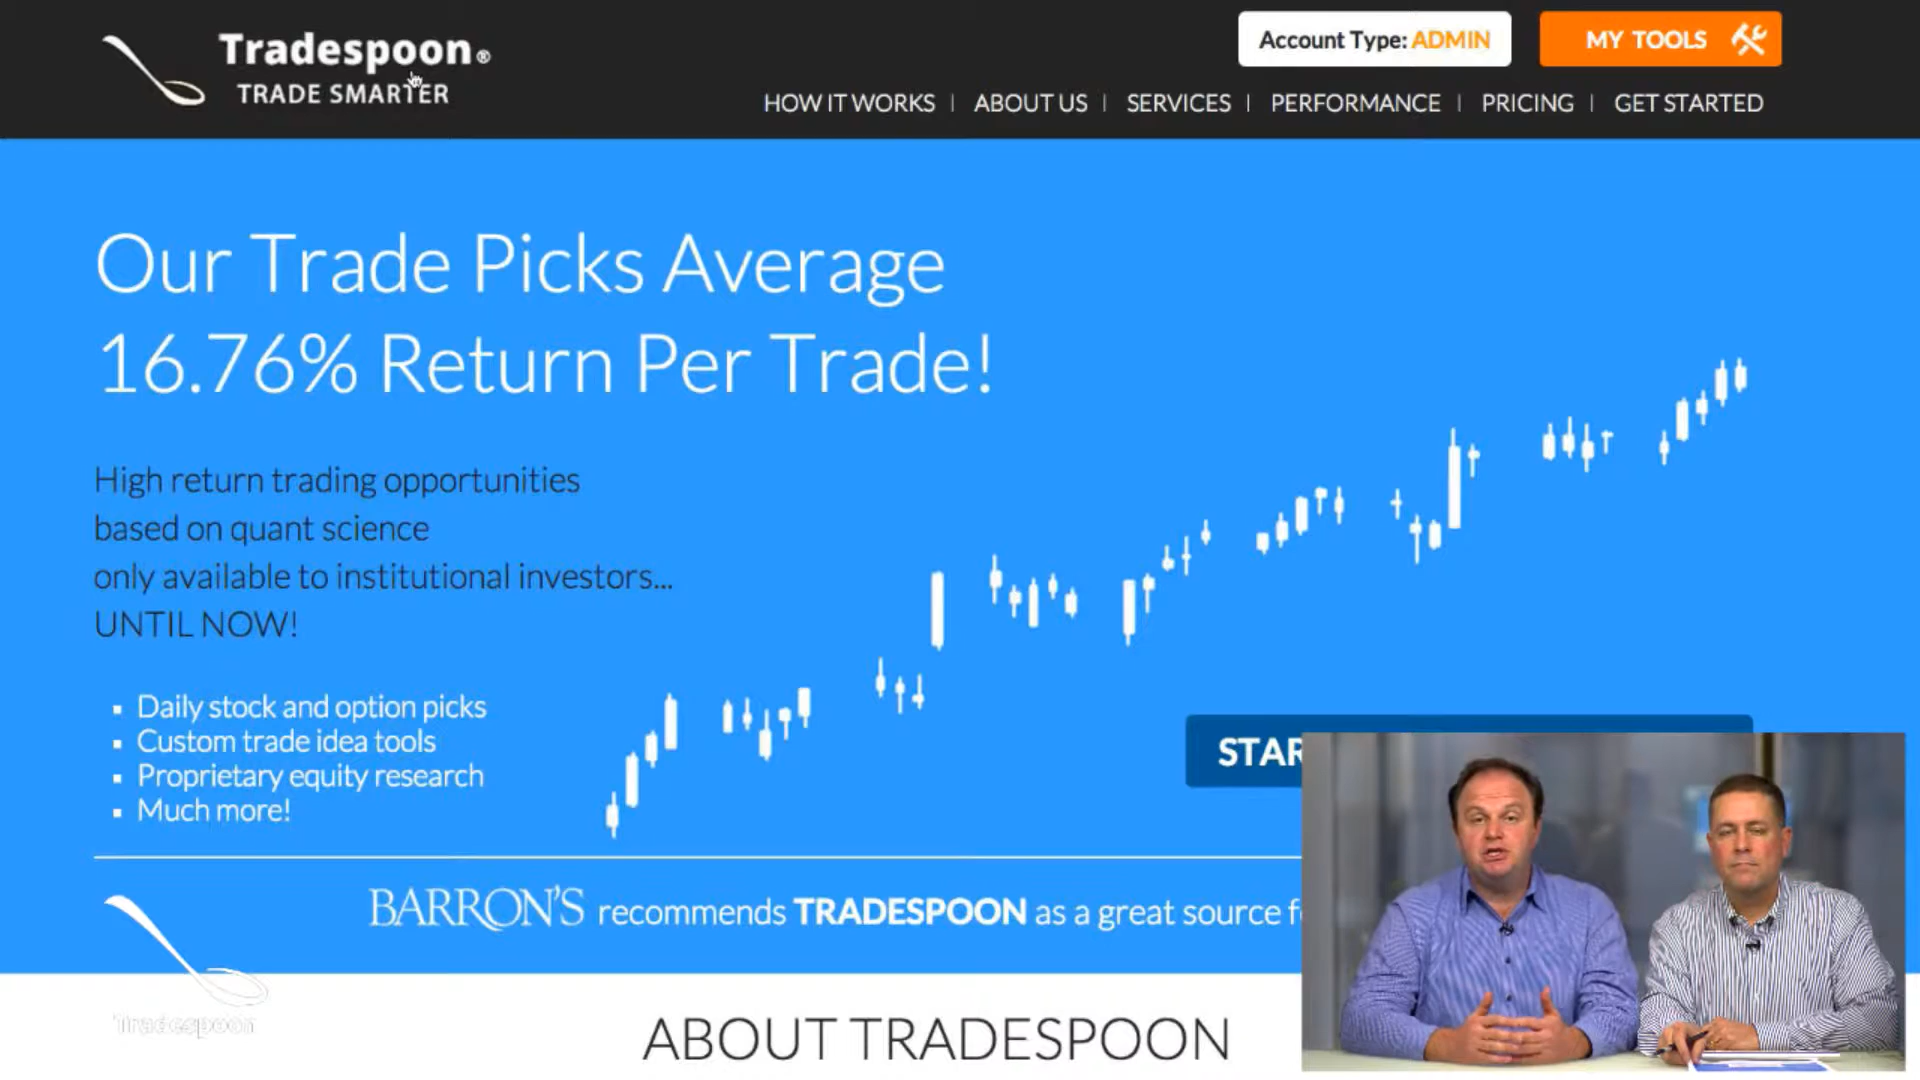 Tradespoon®
TRADE SMARTER
Account Type: ADMIN
MY TOOLS
HOW IT WORKS | ABOUT US | SERVICES | PERFORMANCE | PRICING | GET STARTED
Our Trade Picks Average
16.76% Return Per Trade!
High return trading opportunities
based on quant science
only available to institutional investors...
UNTIL NOW!
▪ Daily stock and option picks
▪ Custom trade idea tools
▪ Proprietary equity research
▪ Much more!
BARRON'S recommends TRADESPOON as a great source
Tradespoon
ABOUT TRADESPOON